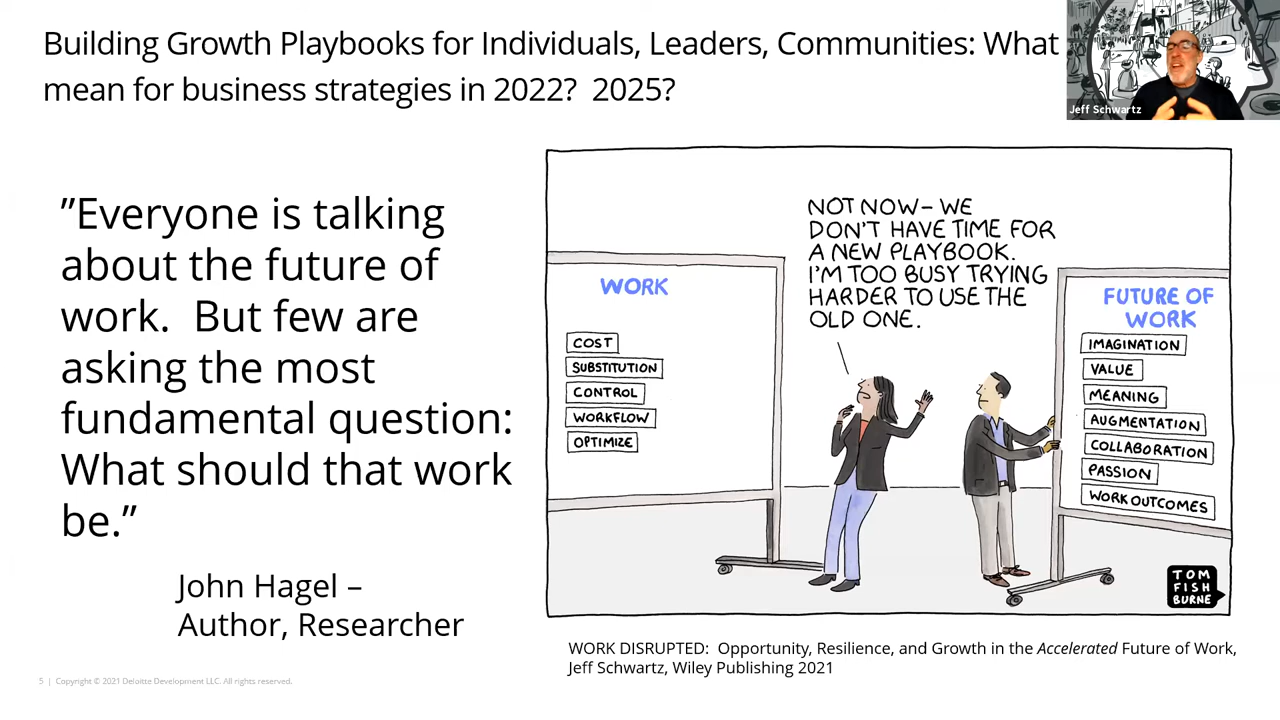 Building Growth Playbooks for Individuals, Leaders, Communities: What
mean for business strategies in 2022?  2025?
Jeff Schwartz
”Everyone is talking
about the future of
work.  But few are
asking the most
fundamental question:
What should that work
be.”
John Hagel –
Author, Researcher
NOT NOW– WE
DON'T HAVE TIME FOR
A NEW PLAYBOOK.
I'M TOO BUSY TRYING
HARDER TO USE THE
OLD ONE.
WORK
COST
SUBSTITUTION
CONTROL
WORKFLOW
OPTIMIZE
FUTURE OF
WORK
IMAGINATION
VALUE
MEANING
AUGMENTATION
COLLABORATION
PASSION
WORK OUTCOMES
TOM
FISH
BURNE
WORK DISRUPTED:  Opportunity, Resilience, and Growth in the Accelerated Future of Work,
Jeff Schwartz, Wiley Publishing 2021
5 | Copyright © 2021 Deloitte Development LLC. All rights reserved.